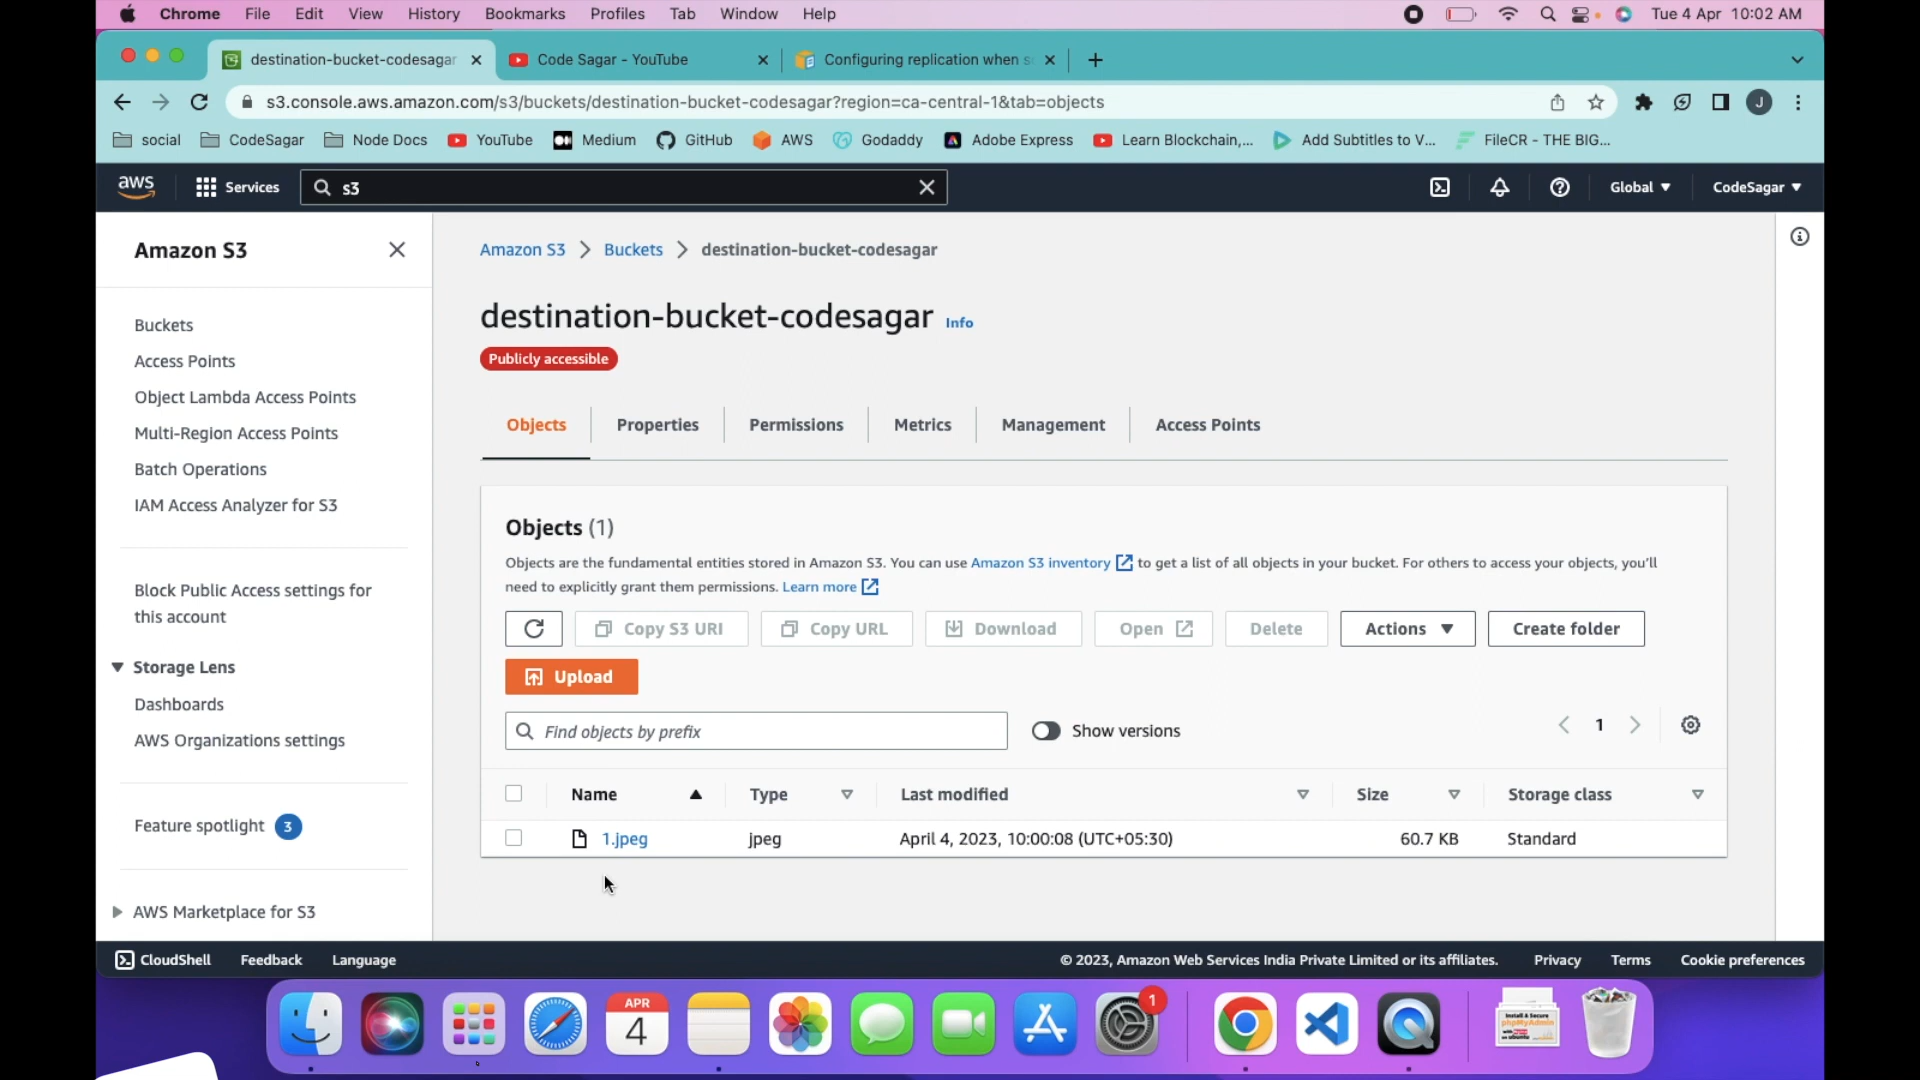 Chrome File Edit View History Bookmarks Profiles Tab Window Help Tue 4 Apr 10:02 AM
destination-bucket-codesagar Code Sagar - YouTube Configuring replication when s
s3.console.aws.amazon.com/s3/buckets/destination-bucket-codesagar?region=ca-central-1&tab=objects J
social CodeSagar Node Docs YouTube Medium GitHub AWS Godaddy Adobe Express Learn Blockchain,... Add Subtitles to V... FileCR - THE BIG...
aws Services s3 Global CodeSagar
Amazon S3
Buckets
Access Points
Object Lambda Access Points
Multi-Region Access Points
Batch Operations
IAM Access Analyzer for S3
Block Public Access settings for
this account
Storage Lens
Dashboards
AWS Organizations settings
Feature spotlight 3
AWS Marketplace for S3
Amazon S3 Buckets destination-bucket-codesagar
destination-bucket-codesagar Info
Publicly accessible
Objects Properties Permissions Metrics Management Access Points
Objects (1)
Objects are the fundamental entities stored in Amazon S3. You can use Amazon S3 inventory to get a list of all objects in your bucket. For others to access your objects, you'll
need to explicitly grant them permissions. Learn more
Copy S3 URI Copy URL Download Open Delete Actions Create folder
Upload
Find objects by prefix Show versions 1
Name Type Last modified Size Storage class
1.jpeg jpeg April 4, 2023, 10:00:08 (UTC+05:30) 60.7 KB Standard
CloudShell Feedback Language © 2023, Amazon Web Services India Private Limited or its affiliates. Privacy Terms Cookie preferences
APR
4
1
Install & Secure
phpMyAdmin